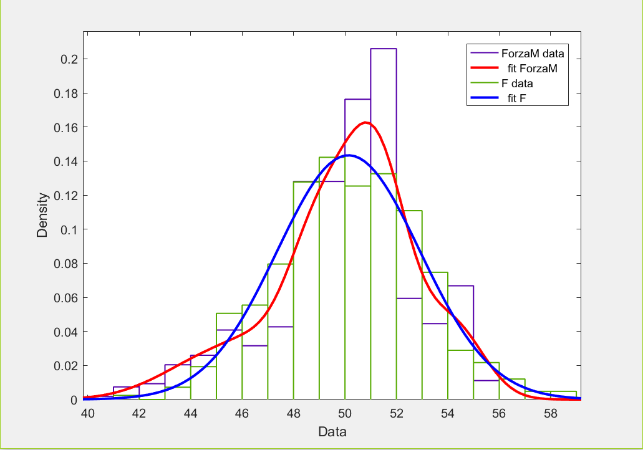 0.2
0.18
0.16
0.14
0.12
0.1
0.08
0.06
0.04
0.02
0
Density
40 42 44 46 48 50 52 54 56 58
Data
ForzaM data
fit ForzaM
F data
fit F